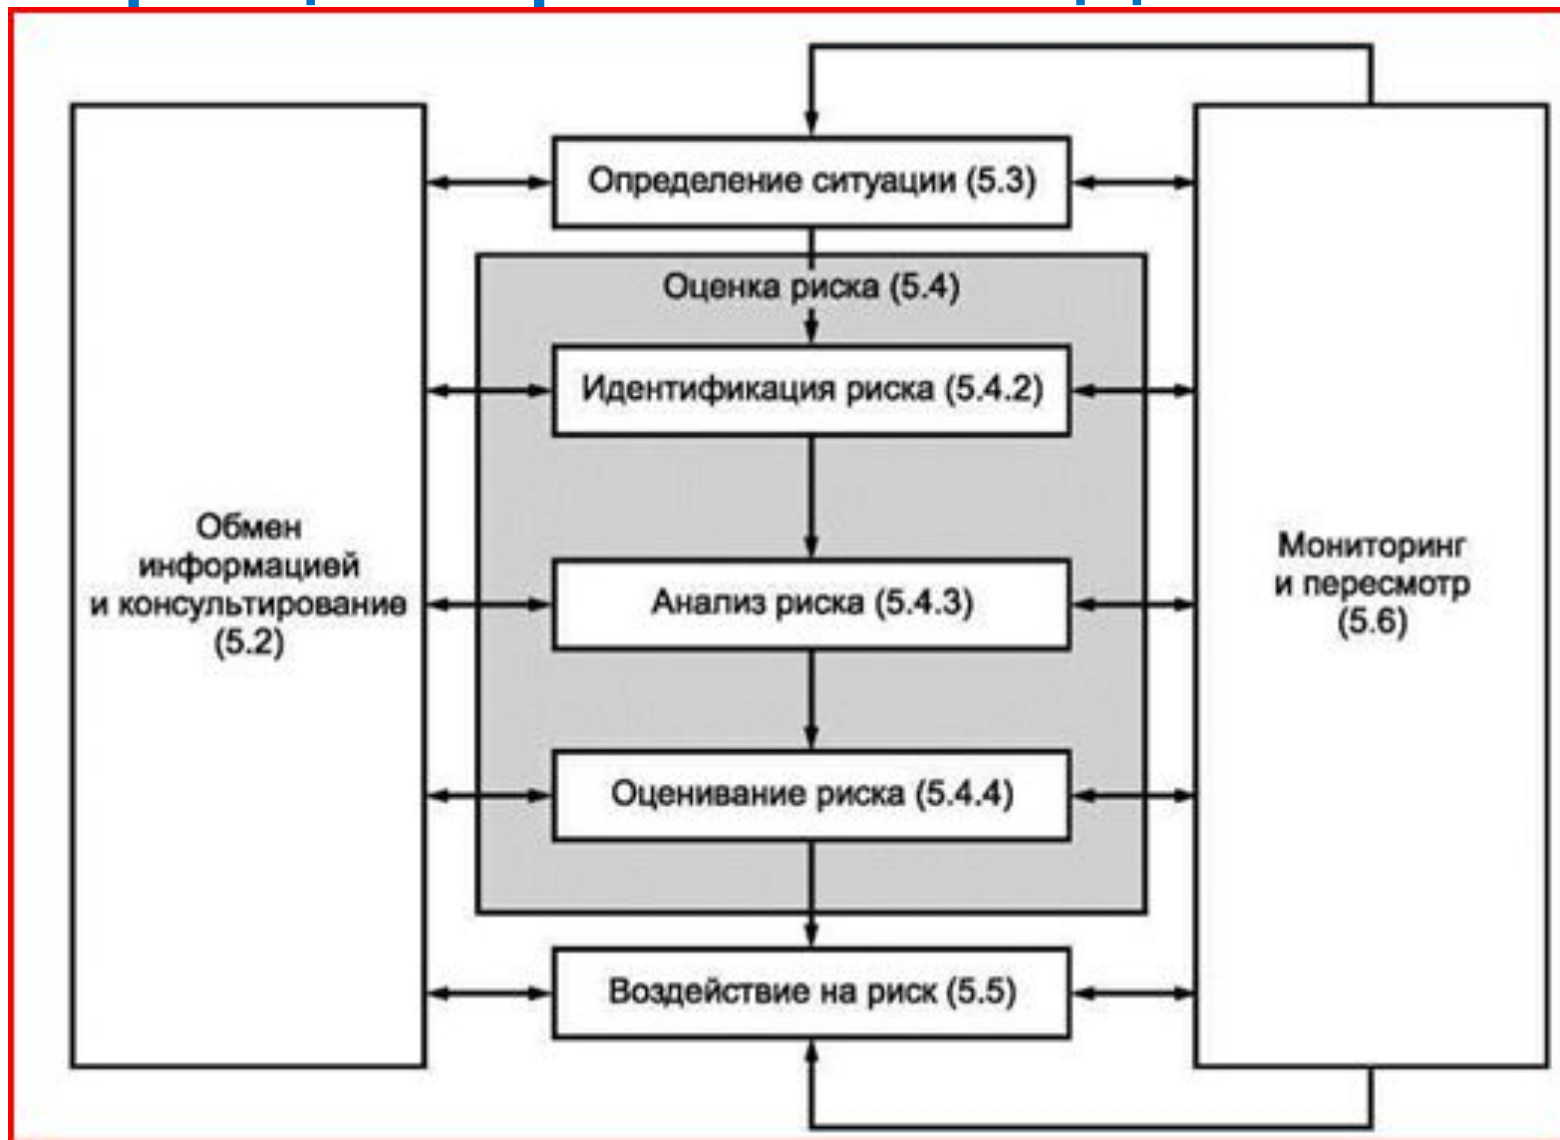 Определение ситуации (5.3)
Оценка риска (5.4)
Идентификация риска (5.4.2)
Обмен
информацией
и консультирование
(5.2)
Анализ риска (5.4.3)
Мониторинг
и пересмотр
(5.6)
Оценивание риска (5.4.4)
Воздействие на риск (5.5)